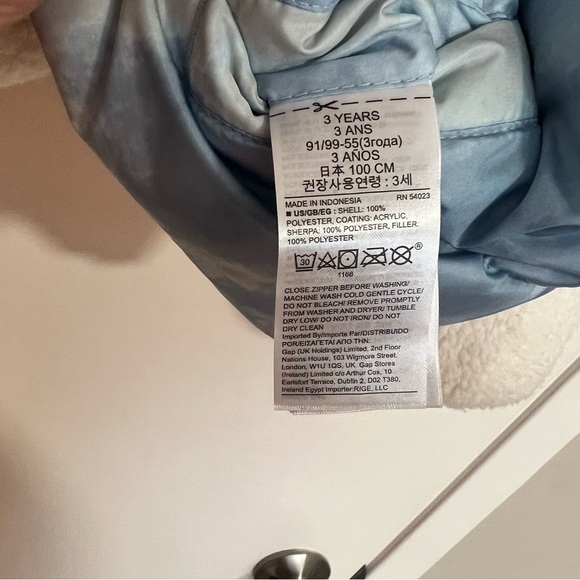 3 YEARS
3 ANS
91/99-55(3года)
3 AÑOS
日本 100 CM
권장사용연령 : 3세
MADE IN INDONESIA RN 54023
■ US/GB/EG : SHELL: 100%
POLYESTER, COATING: ACRYLIC,
SHERPA: 100% POLYESTER, FILLER:
100% POLYESTER
30
®
1166
CLOSE ZIPPER BEFORE WASHING/
MACHINE WASH COLD GENTLE CYCLE/
DO NOT BLEACH/ REMOVE PROMPTLY
FROM WASHER AND DRYER/ TUMBLE
DRY LOW/ DO NOT IRON/ DO NOT
DRY CLEAN
Imported By/Importe Par/DISTRIBUIDO
POR/ΕΙΣΑΓΕΤΑΙ ΑΠΟ ΤΗΝ:
Gap (UK Holdings) Limited, 2nd Floor
Nations House, 103 Wigmore Street,
London, W1U 1QS, UK. Gap Stores
(Ireland) Limited c/o Arthur Cox, 10
Earlsfort Terrace, Dublin 2, D02 T380,
Ireland Egypt Importer:RIGE, LLC